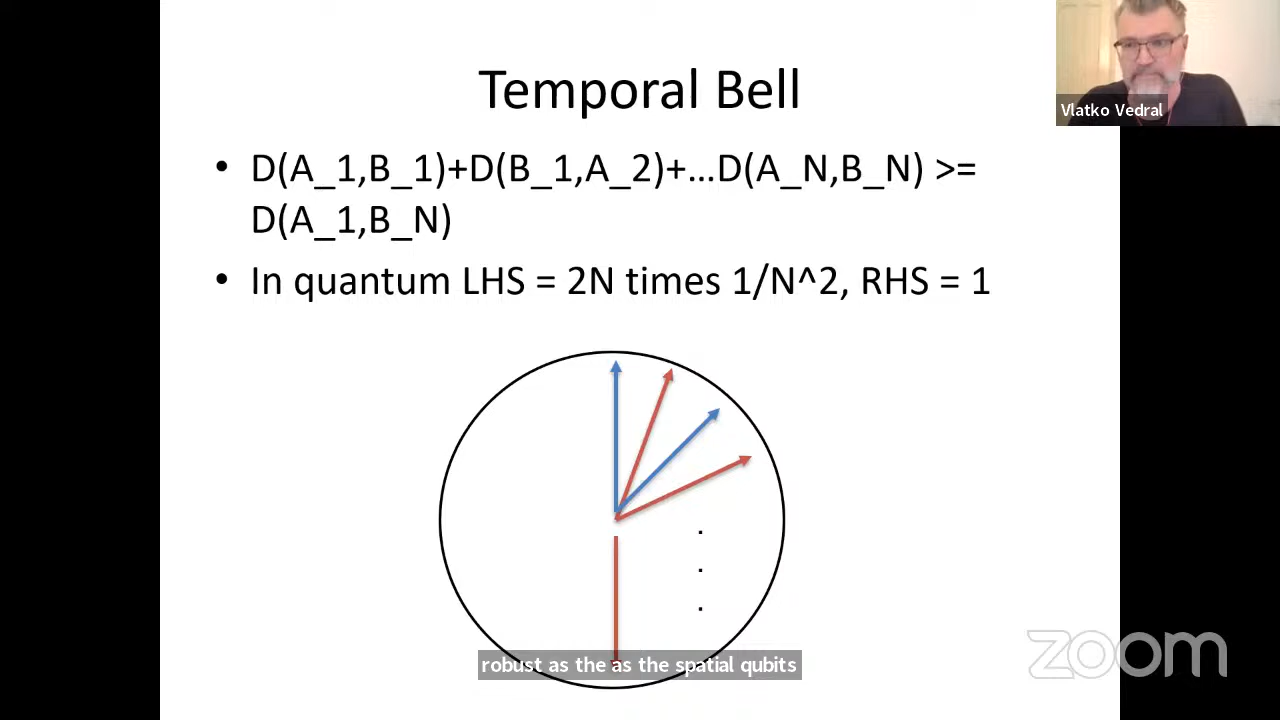 Temporal Bell
Vlatko Vedral
• D(A_1,B_1)+D(B_1,A_2)+…D(A_N,B_N) >=
D(A_1,B_N)
• In quantum LHS = 2N times 1/N^2, RHS = 1
.
.
.
robust as the as the spatial qubits
zoom